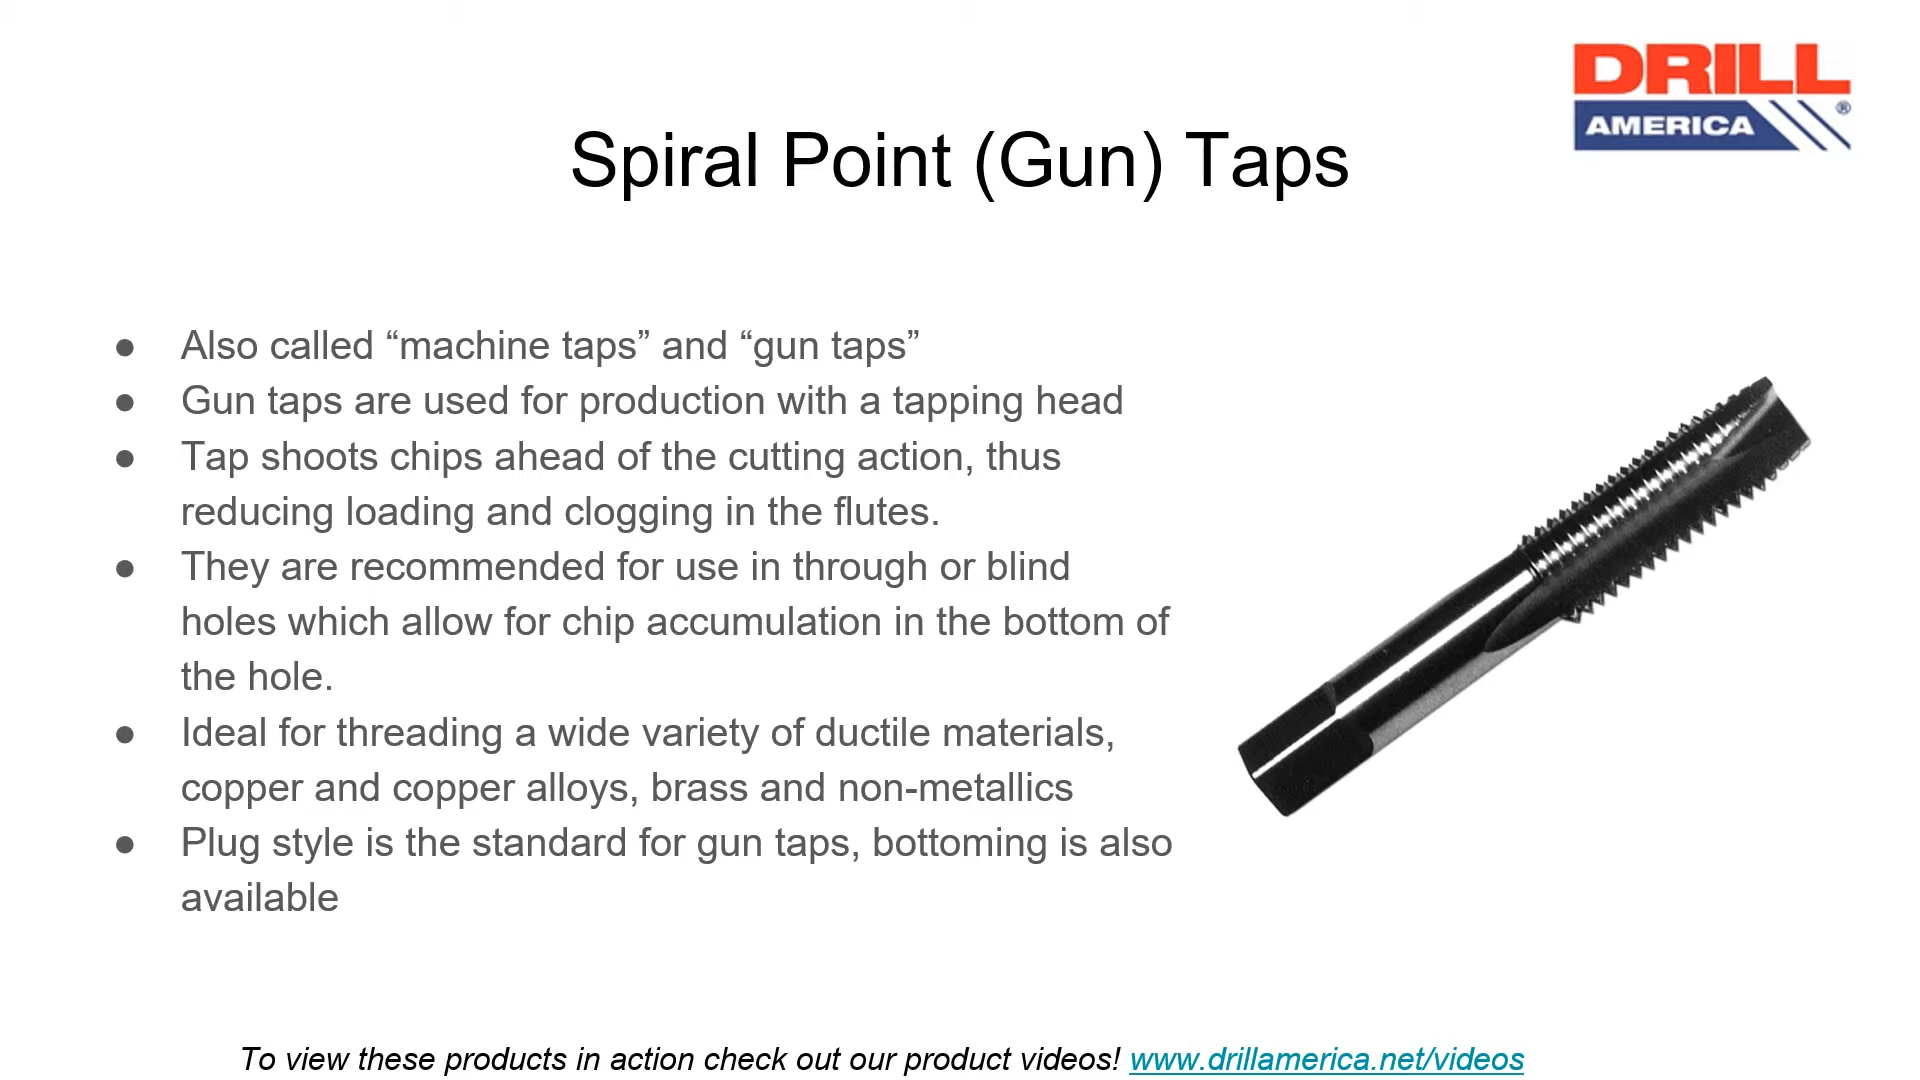 DRILL
AMERICA ®
Spiral Point (Gun) Taps
● Also called “machine taps” and “gun taps”
● Gun taps are used for production with a tapping head
● Tap shoots chips ahead of the cutting action, thus
reducing loading and clogging in the flutes.
● They are recommended for use in through or blind
holes which allow for chip accumulation in the bottom of
the hole.
● Ideal for threading a wide variety of ductile materials,
copper and copper alloys, brass and non-metallics
● Plug style is the standard for gun taps, bottoming is also
available
To view these products in action check out our product videos! www.drillamerica.net/videos